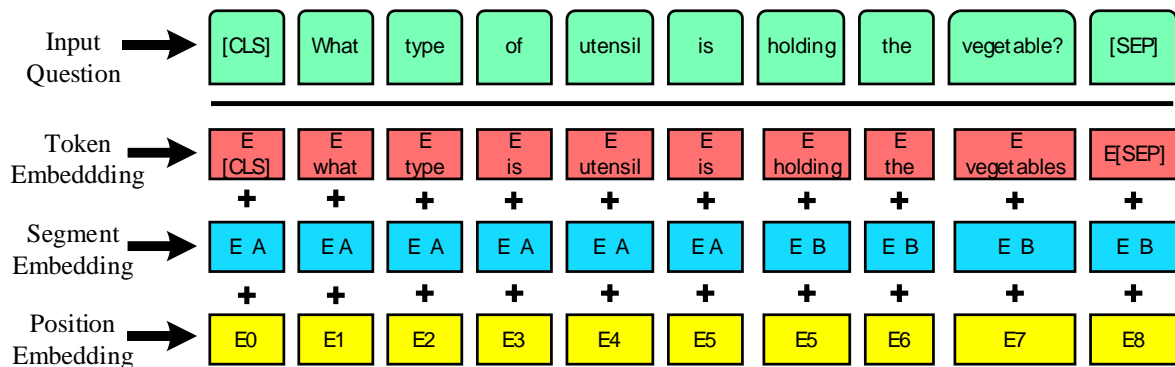 Input Question
[CLS] What type of utensil is holding the vegetable? [SEP]
Token Embeddding
E [CLS] E what E type E is E utensil E is E holding E the E vegetables E[SEP]
+ + + + + + + + + +
Segment Embedding
E A E A E A E A E A E A E B E B E B E B
+ + + + + + + + + +
Position Embedding
E0 E1 E2 E3 E4 E5 E5 E6 E7 E8